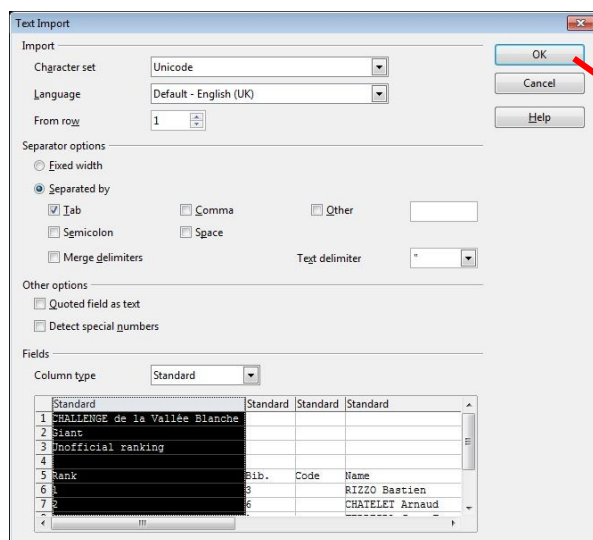 Text Import
Import
Character set Unicode
Language Default - English (UK)
From row 1
OK
Cancel
Help
Separator options
Fixed width
Separated by
Tab Comma Other
Semicolon Space
Merge delimiters Text delimiter "
Other options
Quoted field as text
Detect special numbers
Fields
Column type Standard
Standard Standard Standard Standard
1 CHALLENGE de la Vallée Blanche
2 Giant
3 Unofficial ranking
4
5 Rank Bib. Code Name
6 1 3 RIZZO Bastien
7 2 6 CHATELET Arnaud